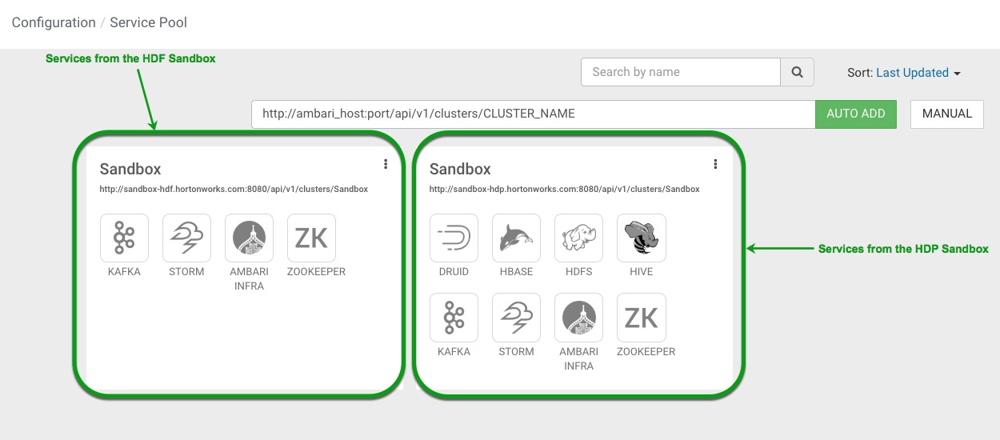 Configuration / Service Pool
Services from the HDF Sandbox
Search by name
Sort: Last Updated
http://ambari_host:port/api/v1/clusters/CLUSTER_NAME
AUTO ADD
MANUAL
Sandbox
http://sandbox-hdf.hortonworks.com:8080/api/v1/clusters/Sandbox
ZK
KAFKA
STORM
AMBARI
INFRA
ZOOKEEPER
Sandbox
http://sandbox-hdp.hortonworks.com:8080/api/v1/clusters/Sandbox
DRUID
HBASE
HDFS
HIVE
ZK
KAFKA
STORM
AMBARI
INFRA
ZOOKEEPER
Services from the HDP Sandbox